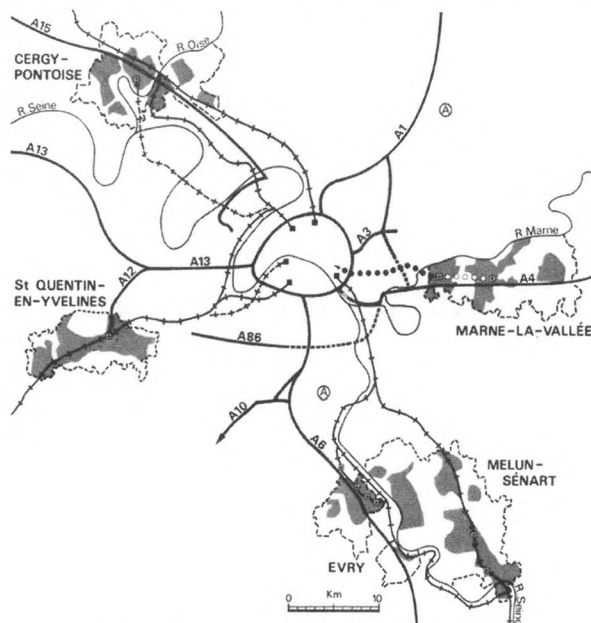 A15
R Oise
CERGY-
PONTOISE
R Seine
A13
A1
A
A3
R Marne
A13
A12
A4
St QUENTIN-
EN-YVELINES
MARNE-LA-VALLÉE
A86
A
A10
A6
MELUN-
SÉNART
EVRY
R Seine
Km
0 10